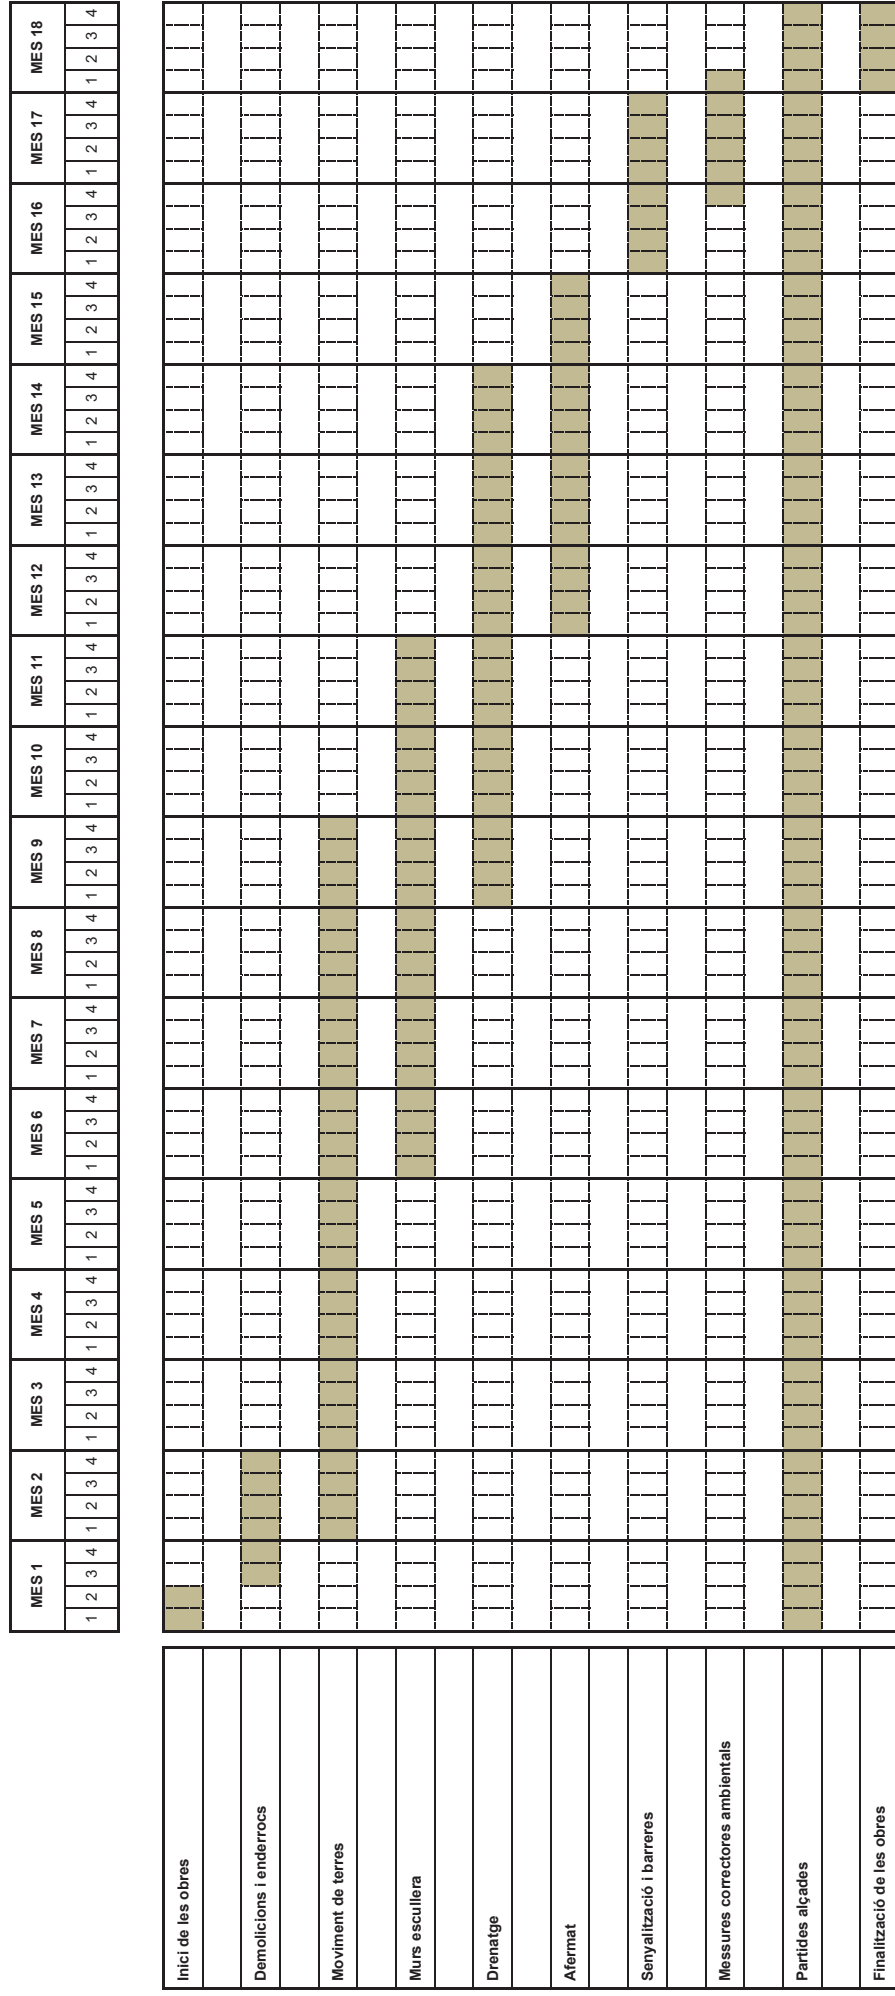 MES 1 MES 2 MES 3 MES 4 MES 5 MES 6 MES 7 MES 8 MES 9 MES 10 MES 11 MES 12 MES 13 MES 14 MES 15 MES 16 MES 17 MES 18
1 2 3 4 1 2 3 4 1 2 3 4 1 2 3 4 1 2 3 4 1 2 3 4 1 2 3 4 1 2 3 4 1 2 3 4 1 2 3 4 1 2 3 4 1 2 3 4 1 2 3 4 1 2 3 4 1 2 3 4 1 2 3 4 1 2 3 4 1 2 3 4
Inici de les obres
Demolicions i enderrocs
Moviment de terres
Murs escullera
Drenatge
Afermat
Senyalització i barreres
Messures correctores ambientals
Partides alçades
Finalització de les obres